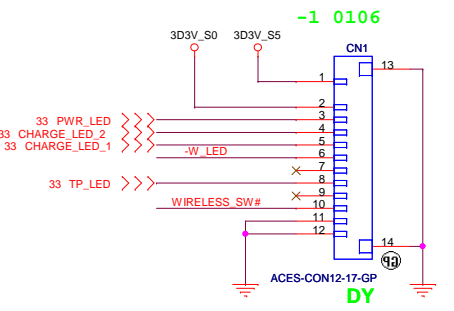 -1 0106
3D3V_S0 3D3V_S5
CN1
13
1
2
33 PWR_LED 3
33 CHARGE_LED_2 4
33 CHARGE_LED_1 5
-W_LED 6
7
33 TP_LED 8
9
WIRELESS_SW# 10
11
12
14
GP
ACES-CON12-17-GP
DY